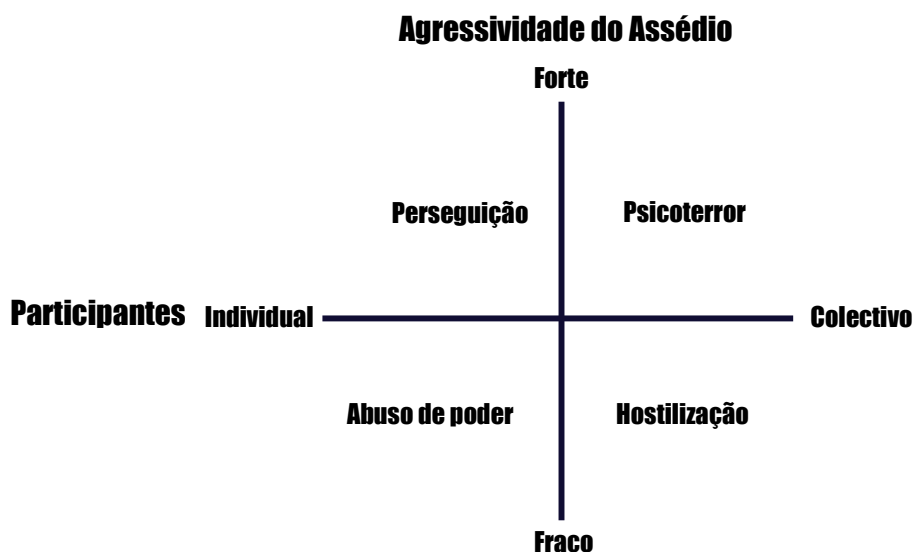 Agressividade do Assédio
Forte
Perseguição
Psicoterror
Participantes
Individual
Colectivo
Abuso de poder
Hostilização
Fraco